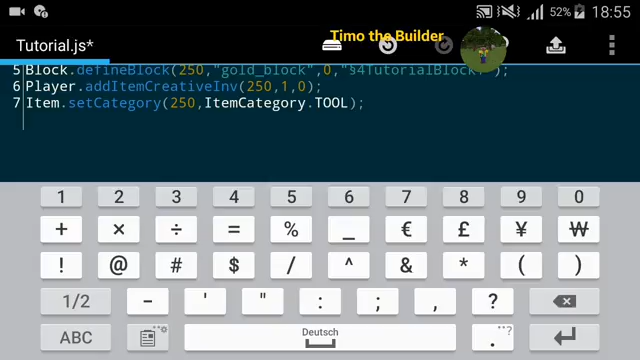 52% 18:55
Timo the Builder
Tutorial.js*
5 Block.defineBlock(250,"gold_block",0,"§4TutorialBlock!");
6 Player.addItemCreativeInv(250,1,0);
7 Item.setCategory(250,ItemCategory.TOOL);
1 2 3 4 5 6 7 8 9 0
+ × ÷ = % _ € £ ¥ ₩
! @ # $ / ^ & * ( )
1/2 - ' " : ; , ?
ABC Deutsch . ,?